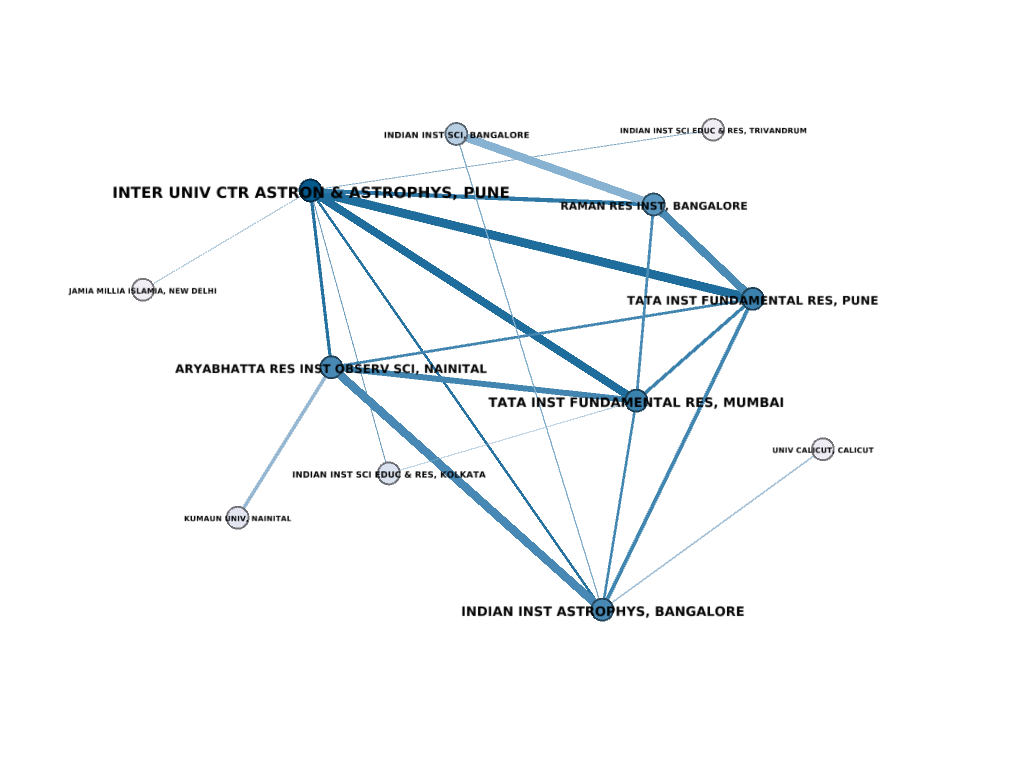 INDIAN INST SCI EDUC & RES, TRIVANDRUM
INDIAN INST SCI, BANGALORE
INTER UNIV CTR ASTRON & ASTROPHYS, PUNE
RAMAN RES INST, BANGALORE
JAMIA MILLIA ISLAMIA, NEW DELHI
TATA INST FUNDAMENTAL RES, PUNE
ARYABHATTA RES INST OBSERV SCI, NAINITAL
TATA INST FUNDAMENTAL RES, MUMBAI
UNIV CALICUT, CALICUT
INDIAN INST SCI EDUC & RES, KOLKATA
KUMAUN UNIV, NAINITAL
INDIAN INST ASTROPHYS, BANGALORE